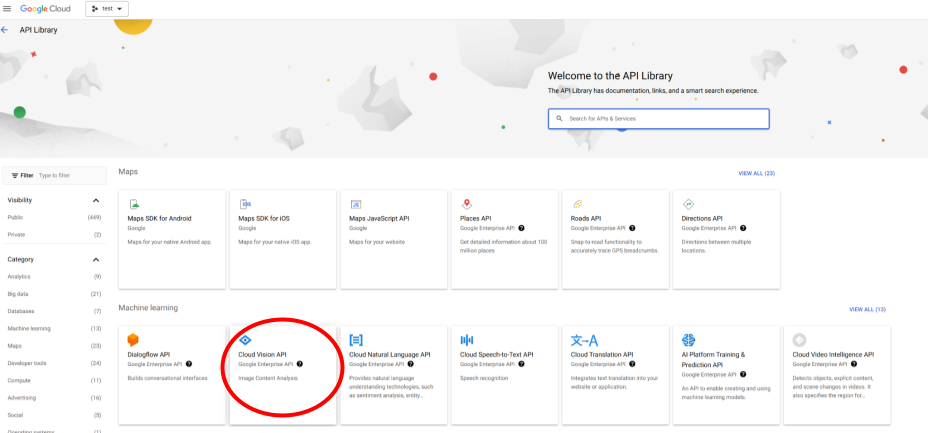 Google Cloud
test
API Library
Welcome to the API Library
The API Library has documentation, links, and a smart search experience.
Search for APIs & Services
Filter Type to filter
Visibility
Public (449)
Private (2)
Category
Analytics (9)
Big data (21)
Databases (7)
Machine learning (13)
Maps (23)
Developer tools (24)
Compute (11)
Advertising (16)
Social (5)
Operating systems (1)
Maps
VIEW ALL (23)
Maps SDK for Android
Google
Maps for your native Android app.
Maps SDK for iOS
Google
Maps for your native iOS app.
Maps JavaScript API
Google
Maps for your website
Places API
Google Enterprise API
Get detailed information about 100
million places
Roads API
Google Enterprise API
Snap-to-road functionality to
accurately trace GPS breadcrumbs.
Directions API
Google Enterprise API
Directions between multiple
locations.
Machine learning
VIEW ALL (13)
Dialogflow API
Google Enterprise API
Builds conversational interfaces
Cloud Vision API
Google Enterprise API
Image Content Analysis
Cloud Natural Language API
Google Enterprise API
Provides natural language
understanding technologies, such
as sentiment analysis, entity…
Cloud Speech-to-Text API
Google Enterprise API
Speech recognition
Cloud Translation API
Google Enterprise API
Integrates text translation into your
website or application.
AI Platform Training &
Prediction API
Google Enterprise API
An API to enable creating and using
machine learning models.
Cloud Video Intelligence API
Google Enterprise API
Detects objects, explicit content,
and scene changes in videos. It
also specifies the region for…